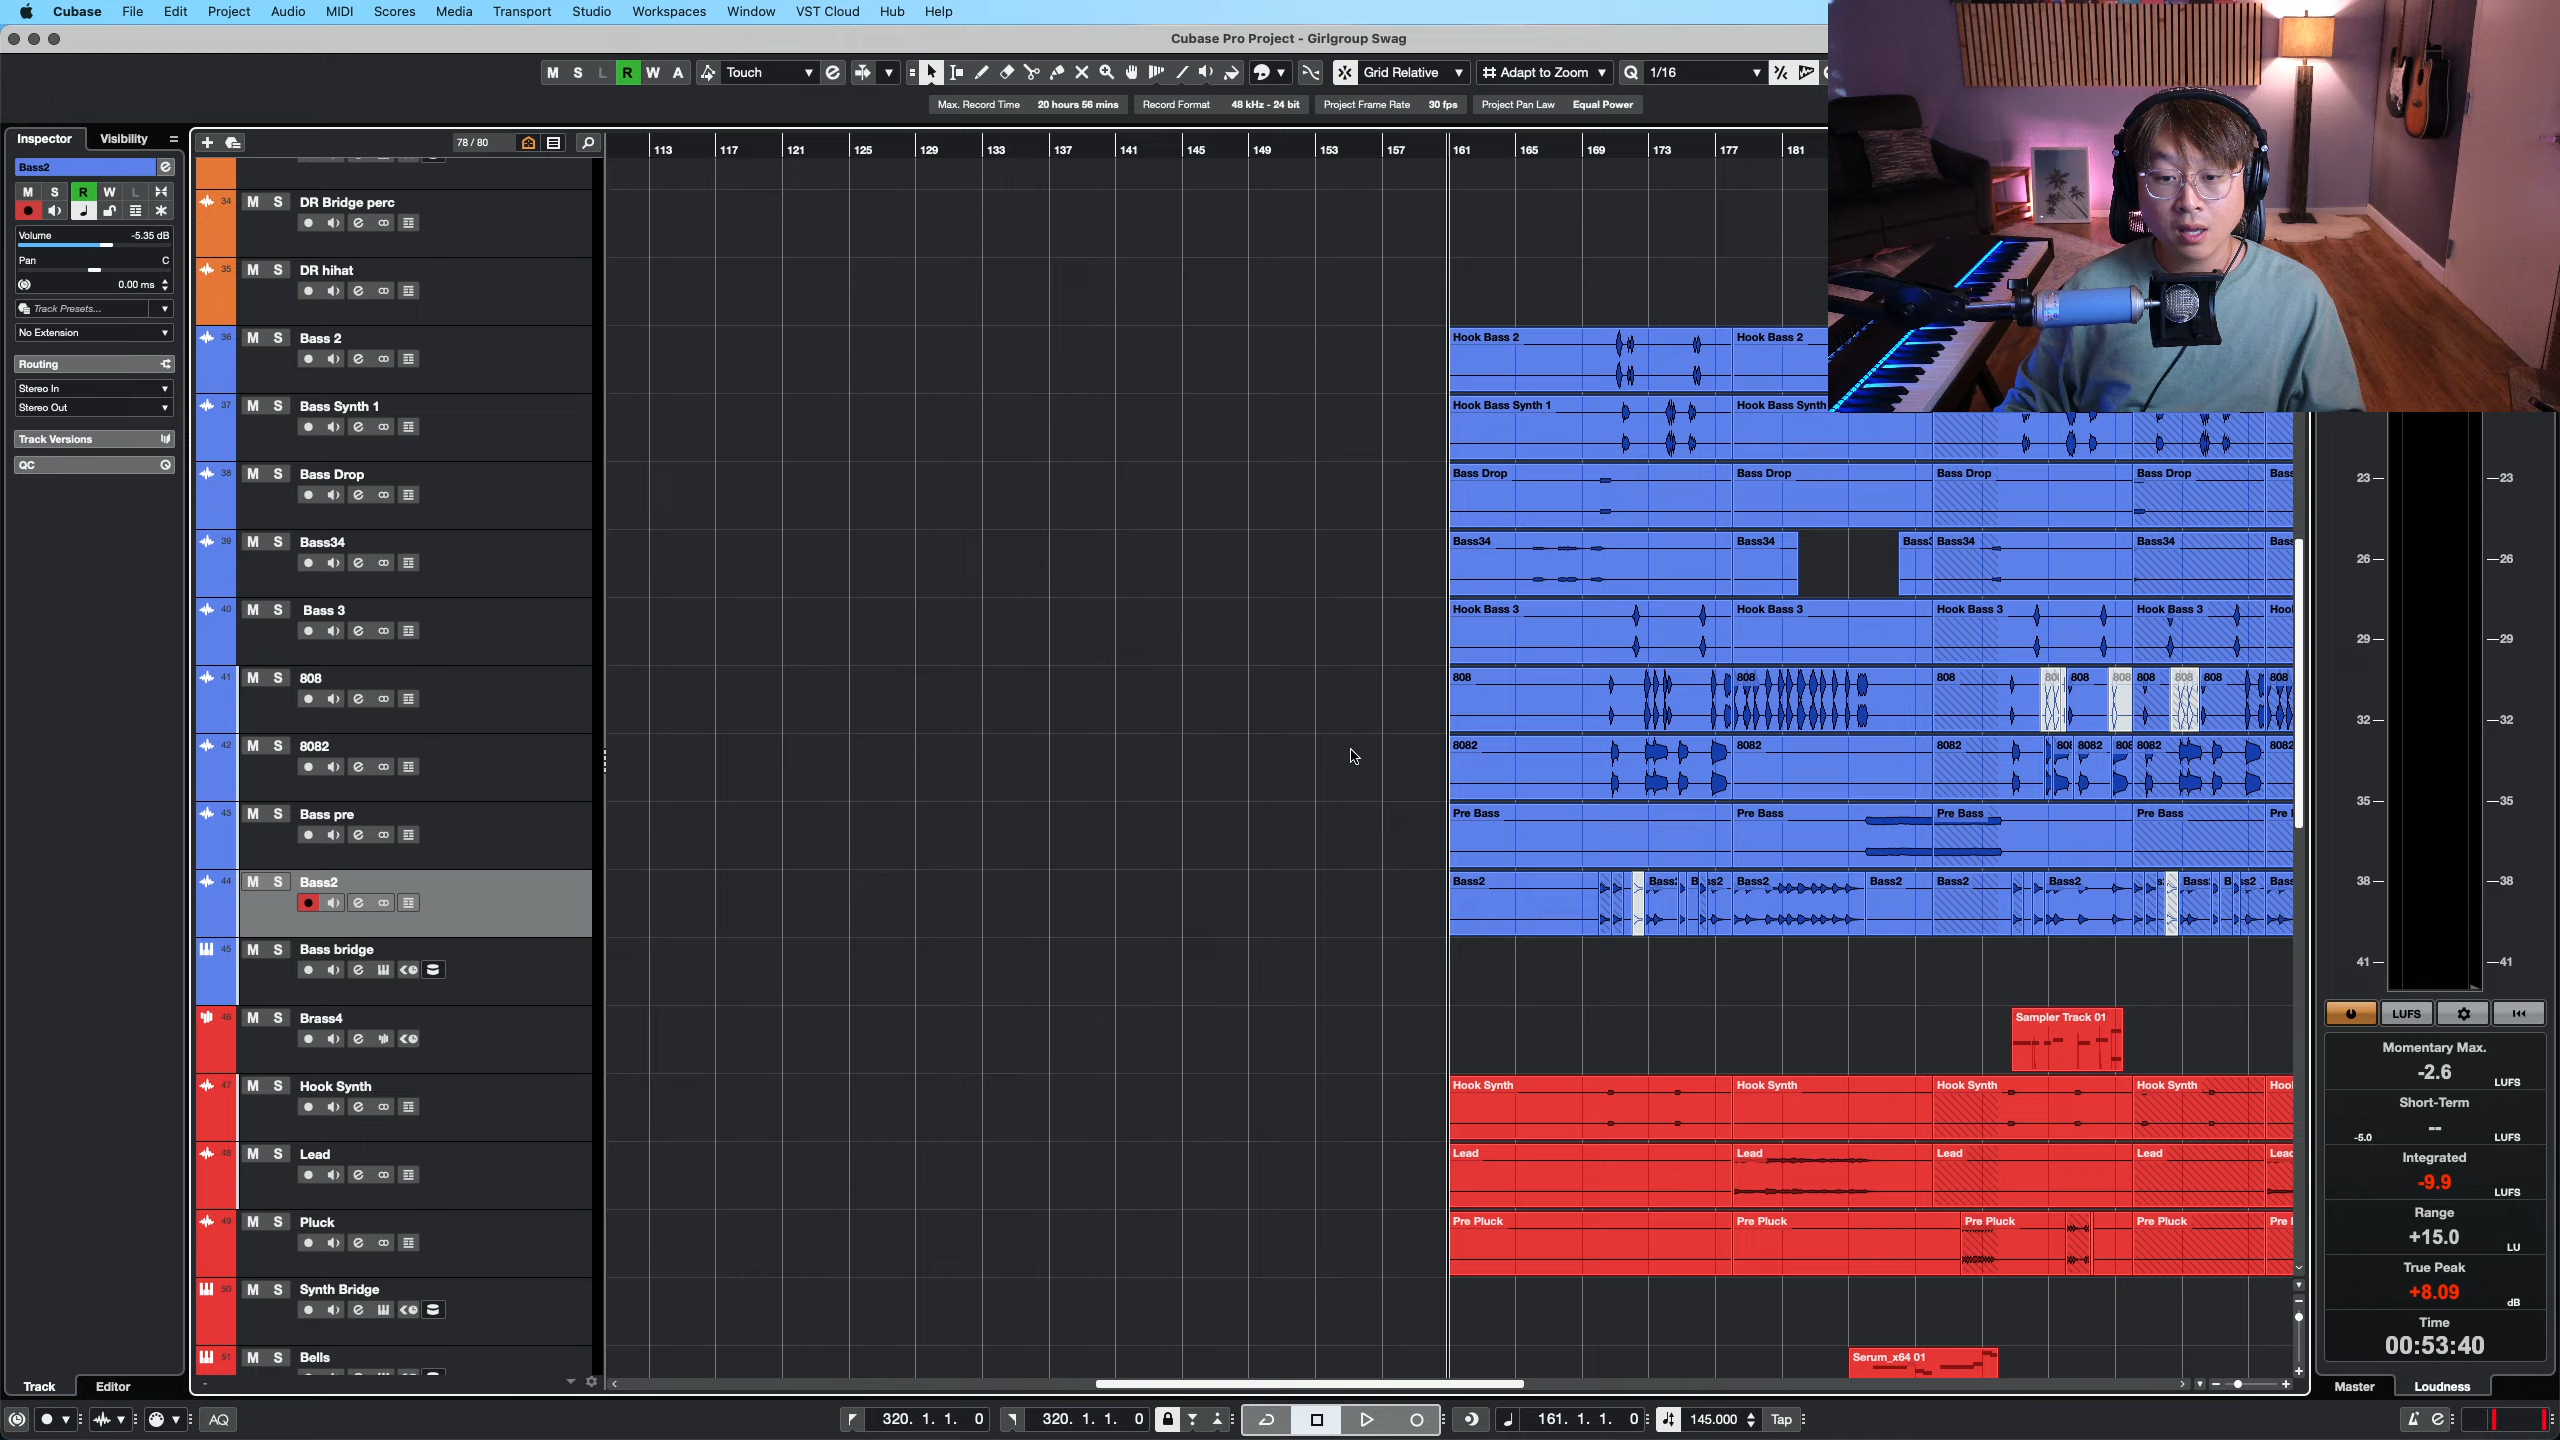 Cubase File Edit Project Audio MIDI Scores Media Transport Studio Workspaces Window VST Cloud Hub Help
Cubase Pro Project - Girlgroup Swag
M S L R W A Touch Grid Relative Adapt to Zoom Q 1/16
Max. Record Time 20 hours 56 mins Record Format 48 kHz - 24 bit Project Frame Rate 30 fps Project Pan Law Equal Power
Inspector Visibility
78 / 80
113 117 121 125 129 133 137 141 145 149 153 157 161 165 169 173 177 181
Bass2
M S R W L
Volume -5.35 dB
Pan C
0.00 ms
Track Presets...
No Extension
Routing
Stereo In
Stereo Out
Track Versions
QC
34 M S DR Bridge perc
35 M S DR hihat
36 M S Bass 2
37 M S Bass Synth 1
38 M S Bass Drop
39 M S Bass34
40 M S Bass 3
41 M S 808
42 M S 8082
43 M S Bass pre
44 M S Bass2
45 M S Bass bridge
46 M S Brass4
47 M S Hook Synth
48 M S Lead
49 M S Pluck
50 M S Synth Bridge
51 M S Bells
Hook Bass 2 Hook Bass 2
Hook Bass Synth 1 Hook Bass Synth
Bass Drop Bass Drop Bass Drop Bass Drop Bass
Bass34 Bass34 Bass3 Bass34 Bass34 Bass
Hook Bass 3 Hook Bass 3 Hook Bass 3 Hook Bass 3 Hool
808 808 808 80 808 808 808 808 808 808
8082 8082 8082 808 8082 808 8082 8082
Pre Bass Pre Bass Pre Bass Pre Bass Pre
Bass2 Bass2 Bass2 Bass2 Bass2 Bass2 Bass
Sampler Track 01
Hook Synth Hook Synth Hook Synth Hook Synth Hool
Lead Lead Lead Lead Leac
Pre Pluck Pre Pluck Pre Pluck Pre Pluck Pre
Serum_x64 01
23 23
26 26
29 29
32 32
35 35
38 38
41 41
LUFS
Momentary Max.
-2.6 LUFS
Short-Term
-5.0 -- LUFS
Integrated
-9.9 LUFS
Range
+15.0 LU
True Peak
+8.09 dB
Time
00:53:40
Master Loudness
Track Editor
AQ 320. 1. 1. 0 320. 1. 1. 0 161. 1. 1. 0 145.000 Tap